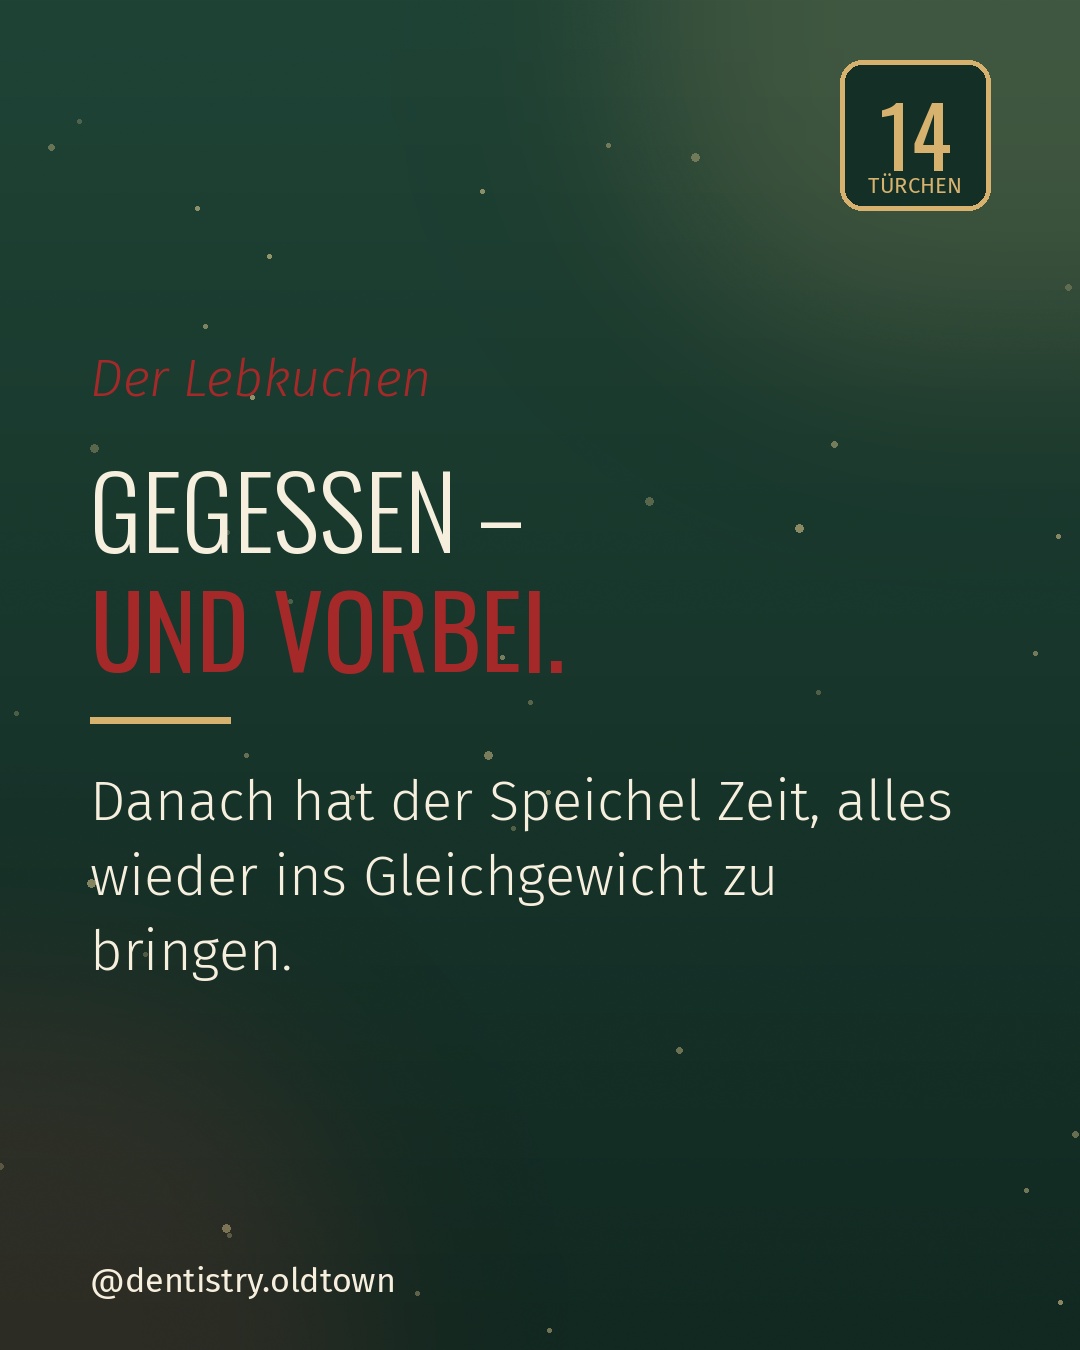 14
TÜRCHEN
Der Lebkuchen
GEGESSEN –
UND VORBEI.
Danach hat der Speichel Zeit, alles
wieder ins Gleichgewicht zu
bringen.
@dentistry.oldtown